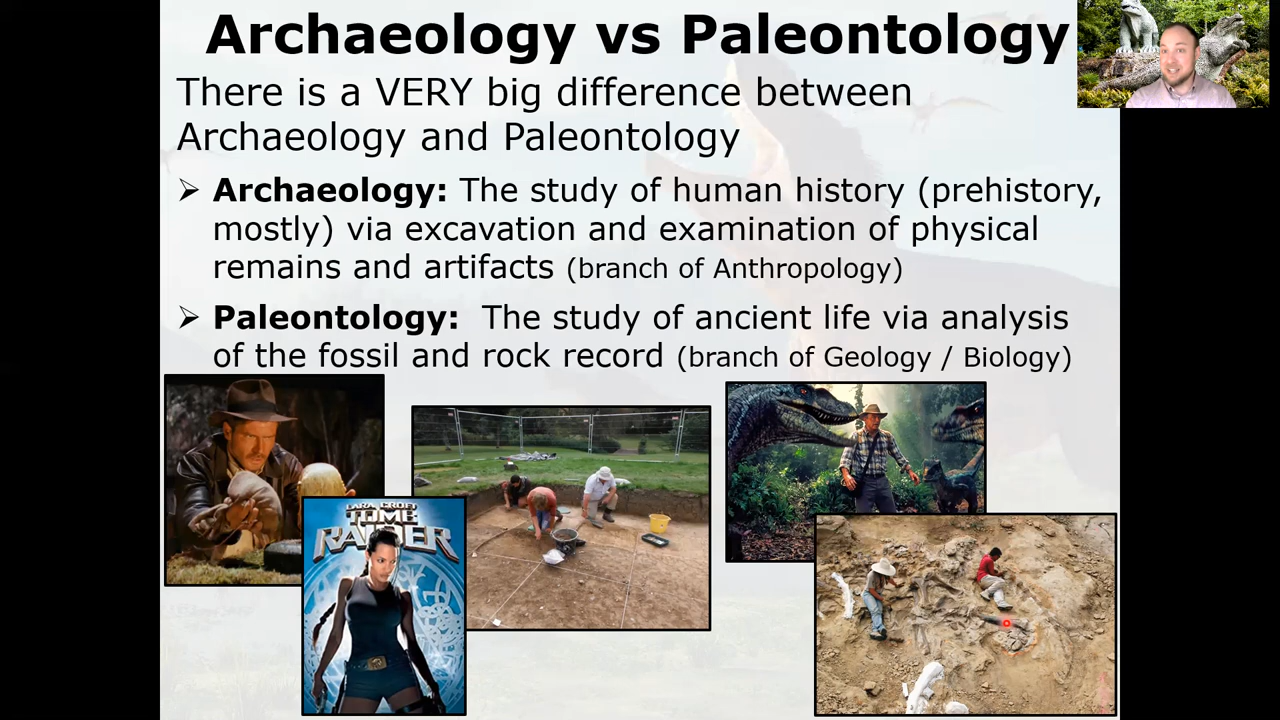 Archaeology vs Paleontology
There is a VERY big difference between
Archaeology and Paleontology
➢ Archaeology: The study of human history (prehistory,
mostly) via excavation and examination of physical
remains and artifacts (branch of Anthropology)
➢ Paleontology: The study of ancient life via analysis
of the fossil and rock record (branch of Geology / Biology)
LARA CROFT
TOMB
RAIDER